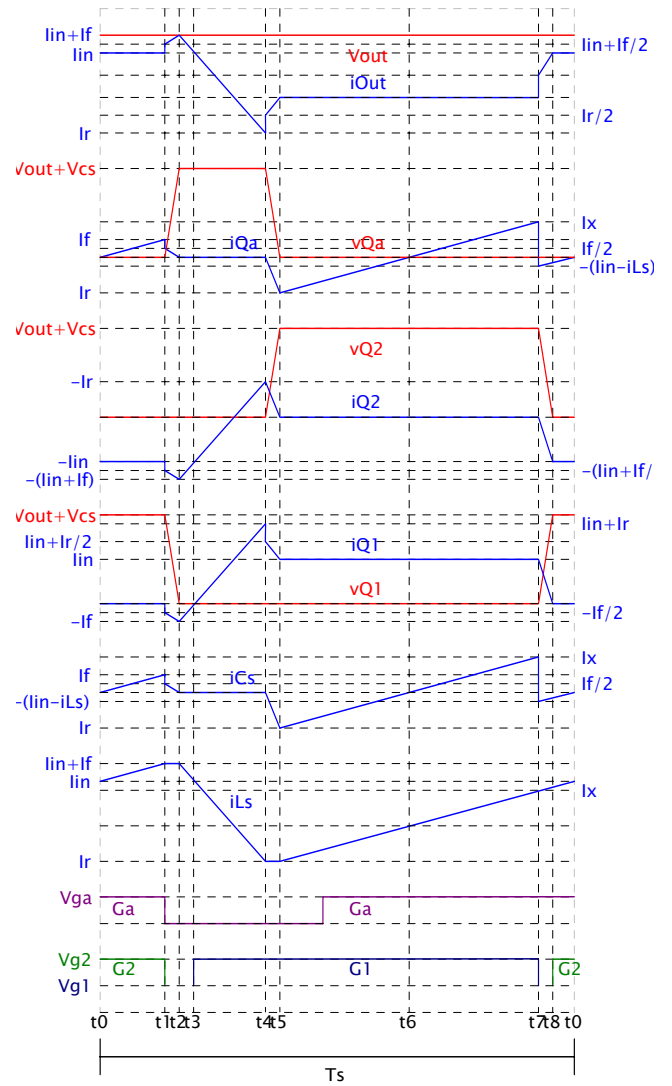 Iin+If
Iin
Vout
Iin+If/2
iOut
Ir/2
Ir
Vout+Vcs
Ix
If
iQa
vQa
If/2
-(Iin-iLs)
Ir
Vout+Vcs
vQ2
-Ir
iQ2
-Iin
-(Iin+If)
-(Iin+If/
Vout+Vcs
Iin+Ir
Iin+Ir/2
iQ1
Iin
vQ1
-If/2
-If
Ix
If
iCs
If/2
-(Iin-iLs)
Ir
Iin+If
Iin
Ix
iLs
Ir
Vga
Ga Ga
Vg2
G2 G1 G2
Vg1
t0 t1 t2 t3 t4 t5 t6 t7 t8 t0
Ts